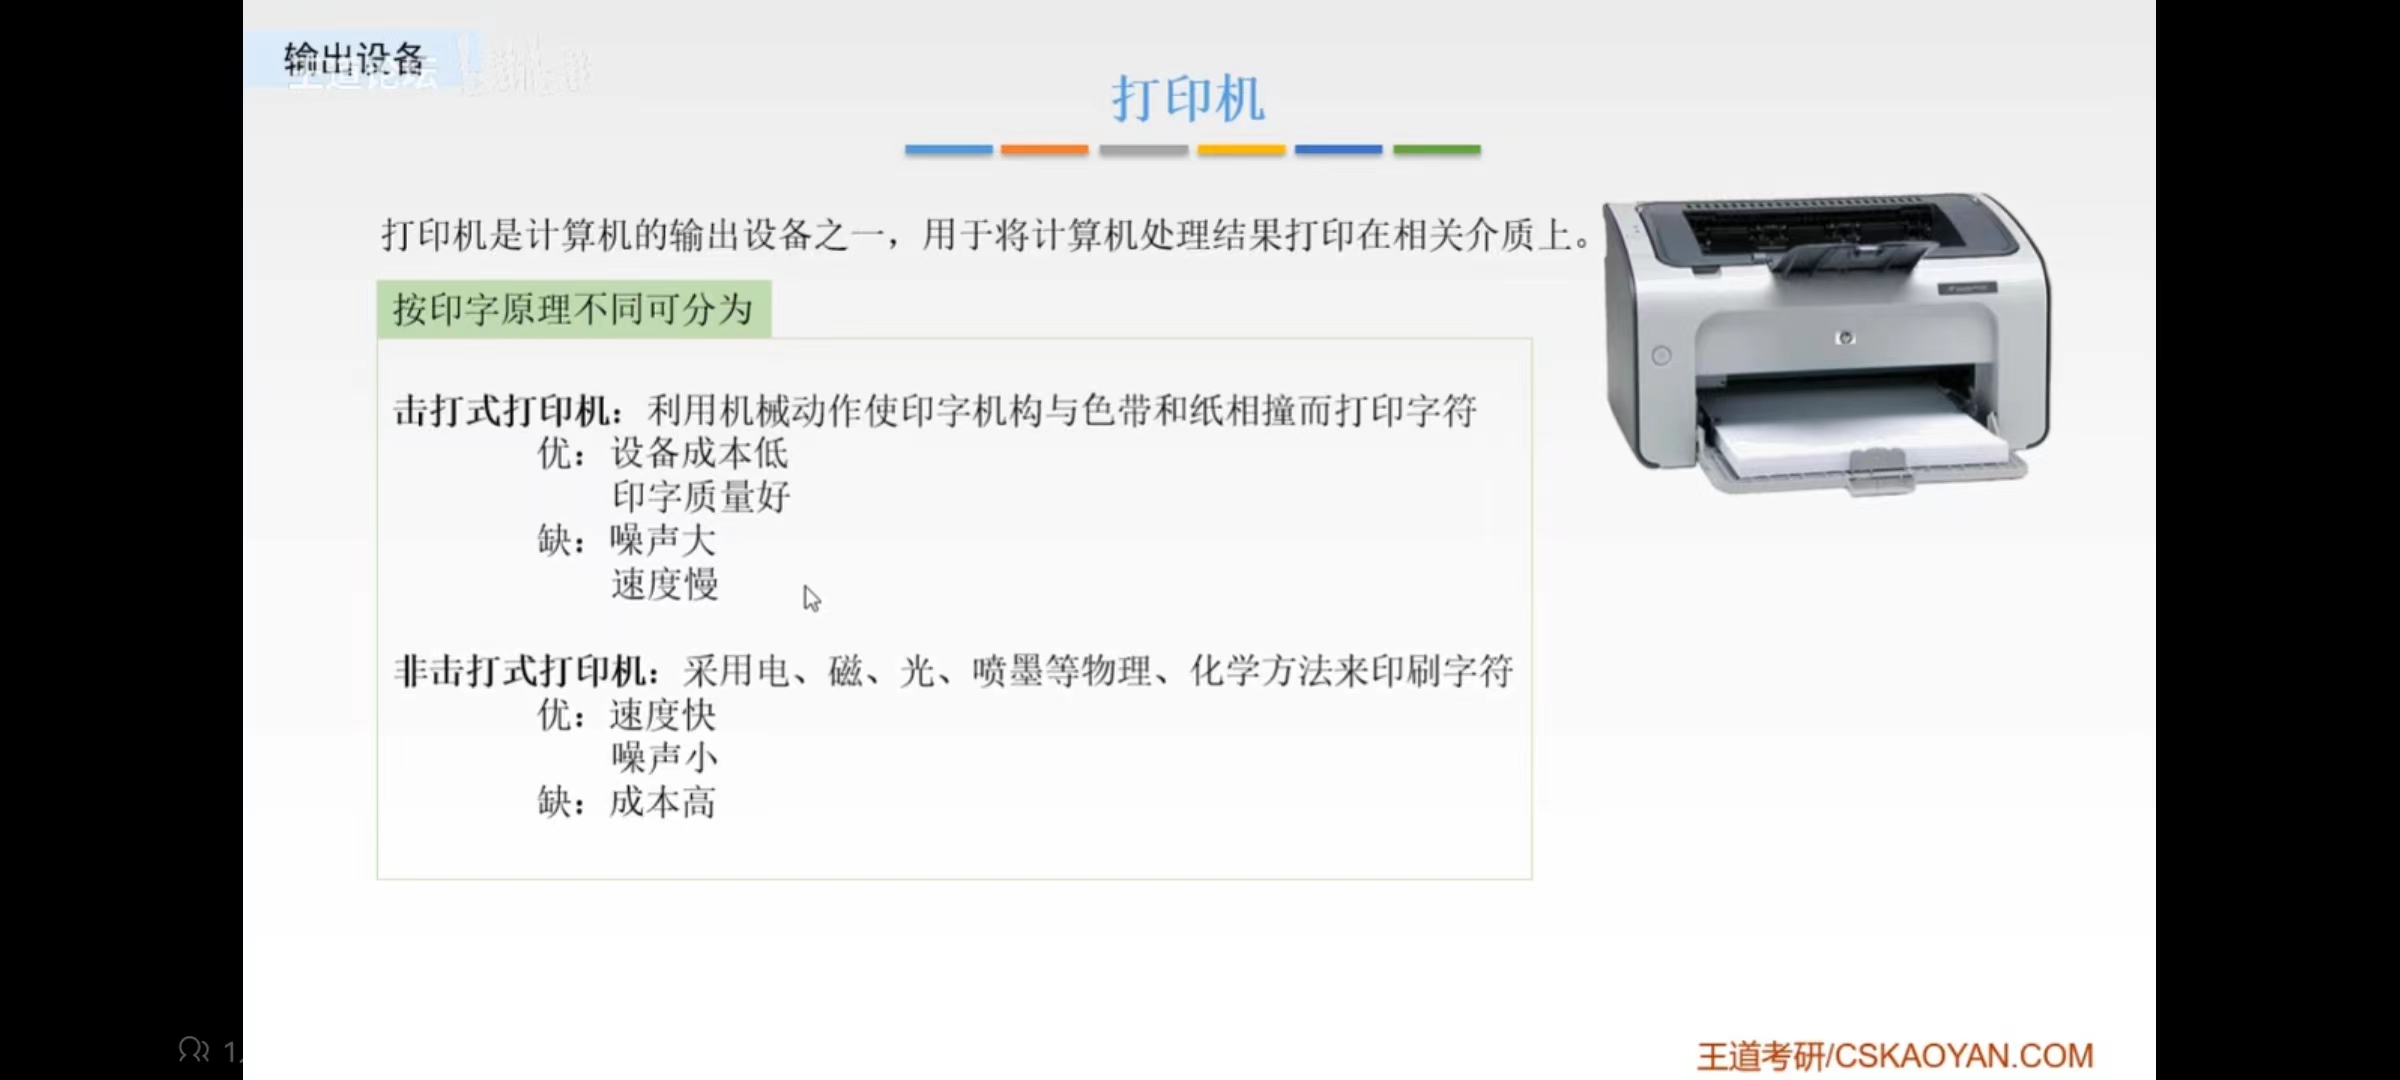 输出设备
王道论坛
打印机
打印机是计算机的输出设备之一，用于将计算机处理结果打印在相关介质上。
按印字原理不同可分为
击打式打印机：利用机械动作使印字机构与色带和纸相撞而打印字符
优：设备成本低
印字质量好
缺：噪声大
速度慢
非击打式打印机：采用电、磁、光、喷墨等物理、化学方法来印刷字符
优：速度快
噪声小
缺：成本高
王道考研/CSKAOYAN.COM